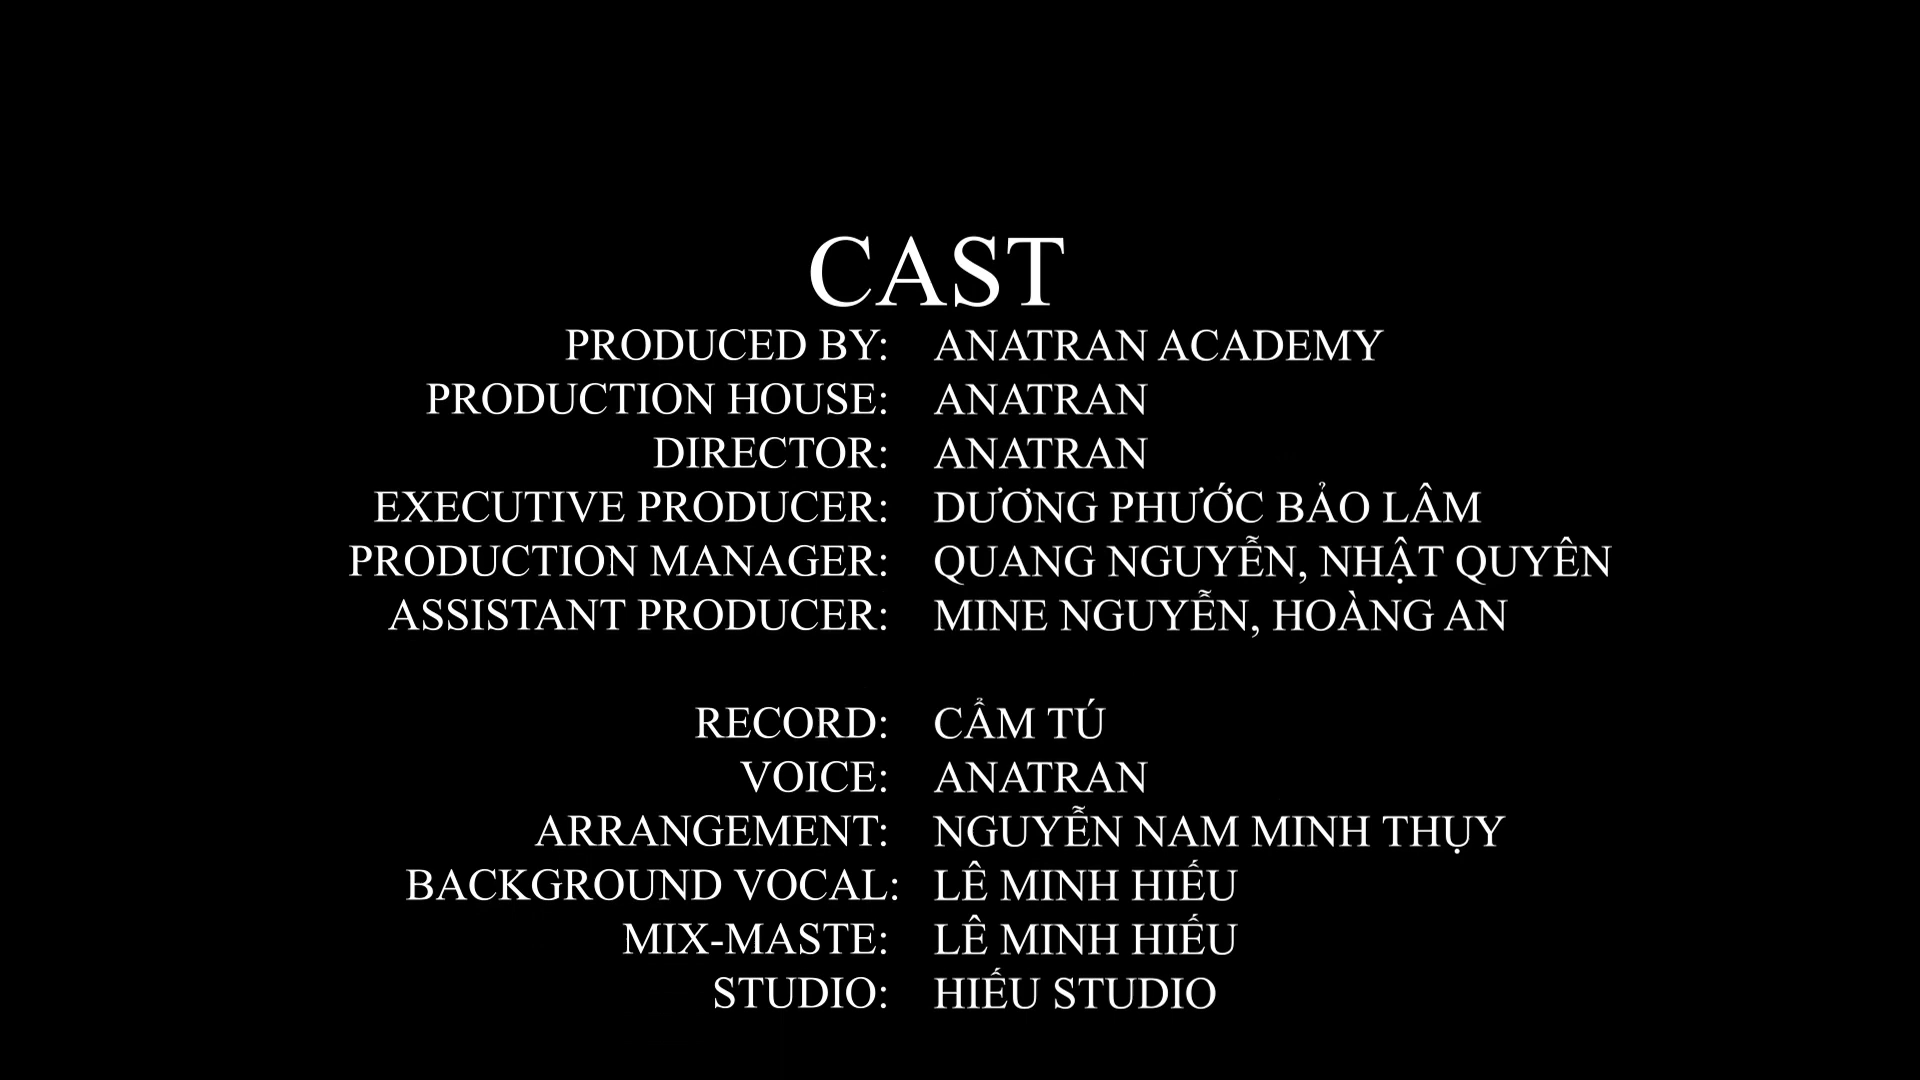 CAST
PRODUCED BY: ANATRAN ACADEMY
PRODUCTION HOUSE: ANATRAN
DIRECTOR: ANATRAN
EXECUTIVE PRODUCER: DƯƠNG PHƯỚC BẢO LÂM
PRODUCTION MANAGER: QUANG NGUYỄN, NHẬT QUYÊN
ASSISTANT PRODUCER: MINE NGUYỄN, HOÀNG AN
RECORD: CẨM TÚ
VOICE: ANATRAN
ARRANGEMENT: NGUYỄN NAM MINH THỤY
BACKGROUND VOCAL: LÊ MINH HIẾU
MIX-MASTE: LÊ MINH HIẾU
STUDIO: HIẾU STUDIO